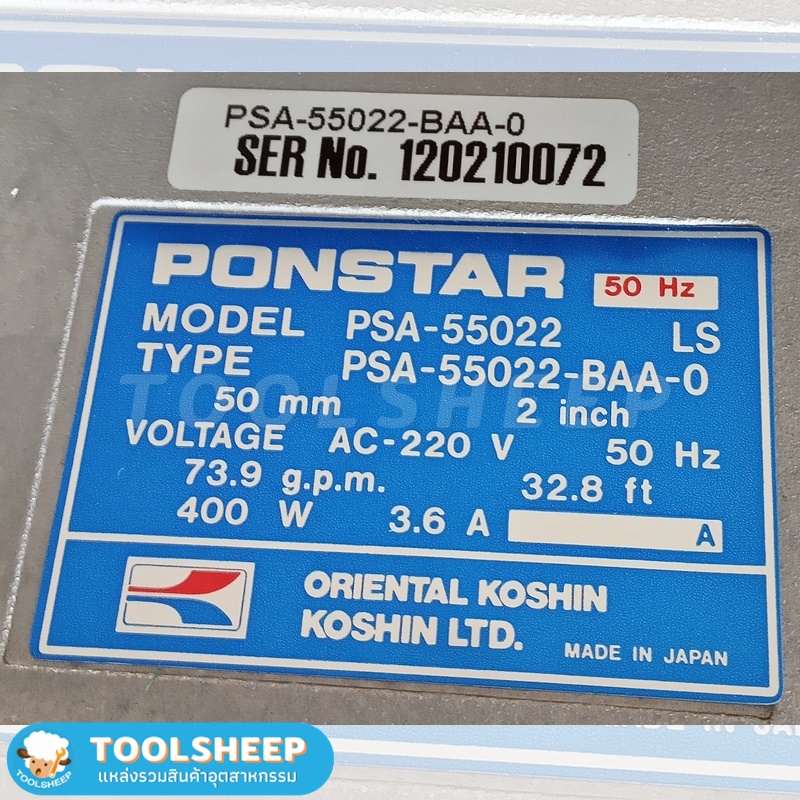 PSA-55022-BAA-0
SER No. 120210072
PONSTAR 50 Hz
MODEL PSA-55022 LS
TYPE PSA-55022-BAA-0
TOOLSHEEP
50 mm 2 inch
VOLTAGE AC-220 V 50 Hz
73.9 g.p.m. 32.8 ft
400 W 3.6 A A
ORIENTAL KOSHIN
KOSHIN LTD.
MADE IN JAPAN
TOOLSHEEP
แหล่งรวมสินค้าอุตสาหกรรม
TOOLSHEEP